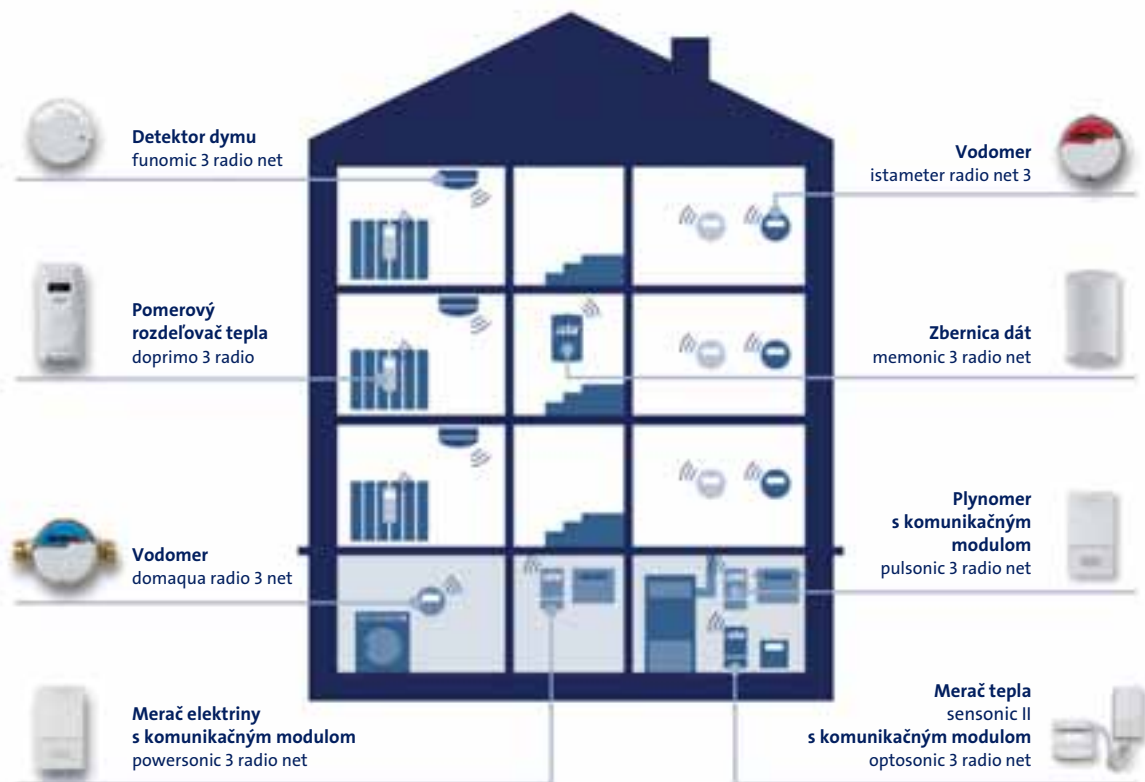 Detektor dymu
funomic 3 radio net
Vodomer
istameter radio net 3
Pomerový
rozdeľovač tepla
doprimo 3 radio
Zbernica dát
memonic 3 radio net
Vodomer
domaqua radio 3 net
Plynomer
s komunikačným
modulom
pulsonic 3 radio net
Merač elektriny
s komunikačným modulom
powersonic 3 radio net
Merač tepla
sensonic II
s komunikačným modulom
optosonic 3 radio net